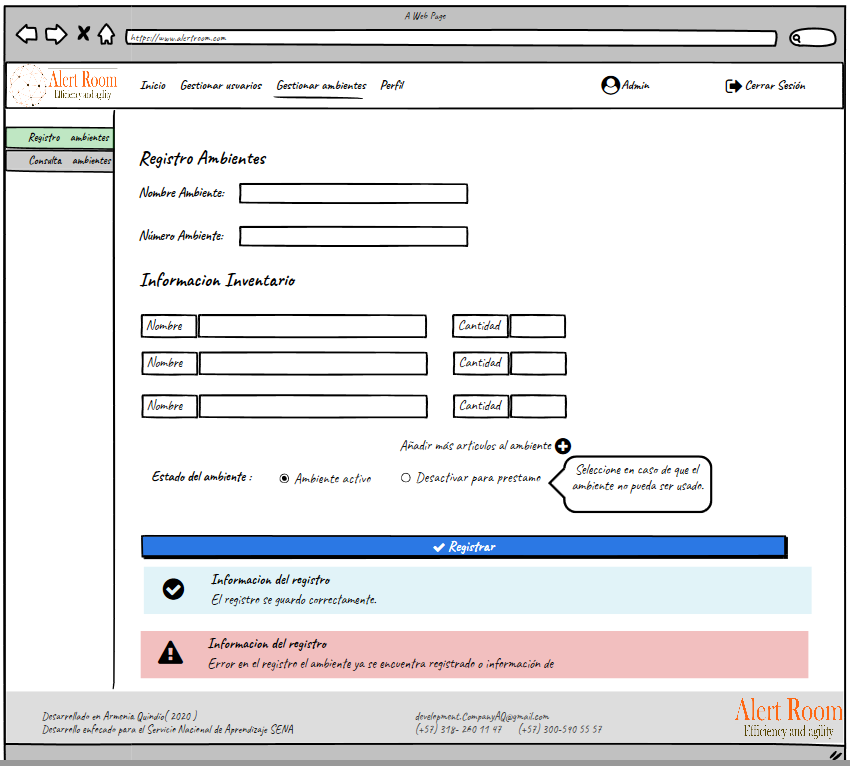 A Web Page
https://www.alertroom.com
Alert Room
Efficiency and agility
Inicio Gestionar usuarios Gestionar ambientes Perfil
Admin
Cerrar Sesión
Registro ambientes
Consulta ambientes
Registro Ambientes
Nombre Ambiente:
Número Ambiente:
Informacion Inventario
Nombre Cantidad
Nombre Cantidad
Nombre Cantidad
Añadir más articulos al ambiente
Estado del ambiente : Ambiente activo Desactivar para prestamo
Seleccione en caso de que el
ambiente no pueda ser usado.
Registrar
Informacion del registro
El registro se guardo correctamente.
Informacion del registro
Error en el registro el ambiente ya se encuentra registrado o información de
Desarrollado en Armenia Quindío( 2020 )
Desarrollo enfocado para el Servicio Nacional de Aprendizaje SENA
development.CompanyAQ@gmail.com
(+57) 318- 260 11 97 (+57) 300-590 55 57
Alert Room
Efficiency and agility